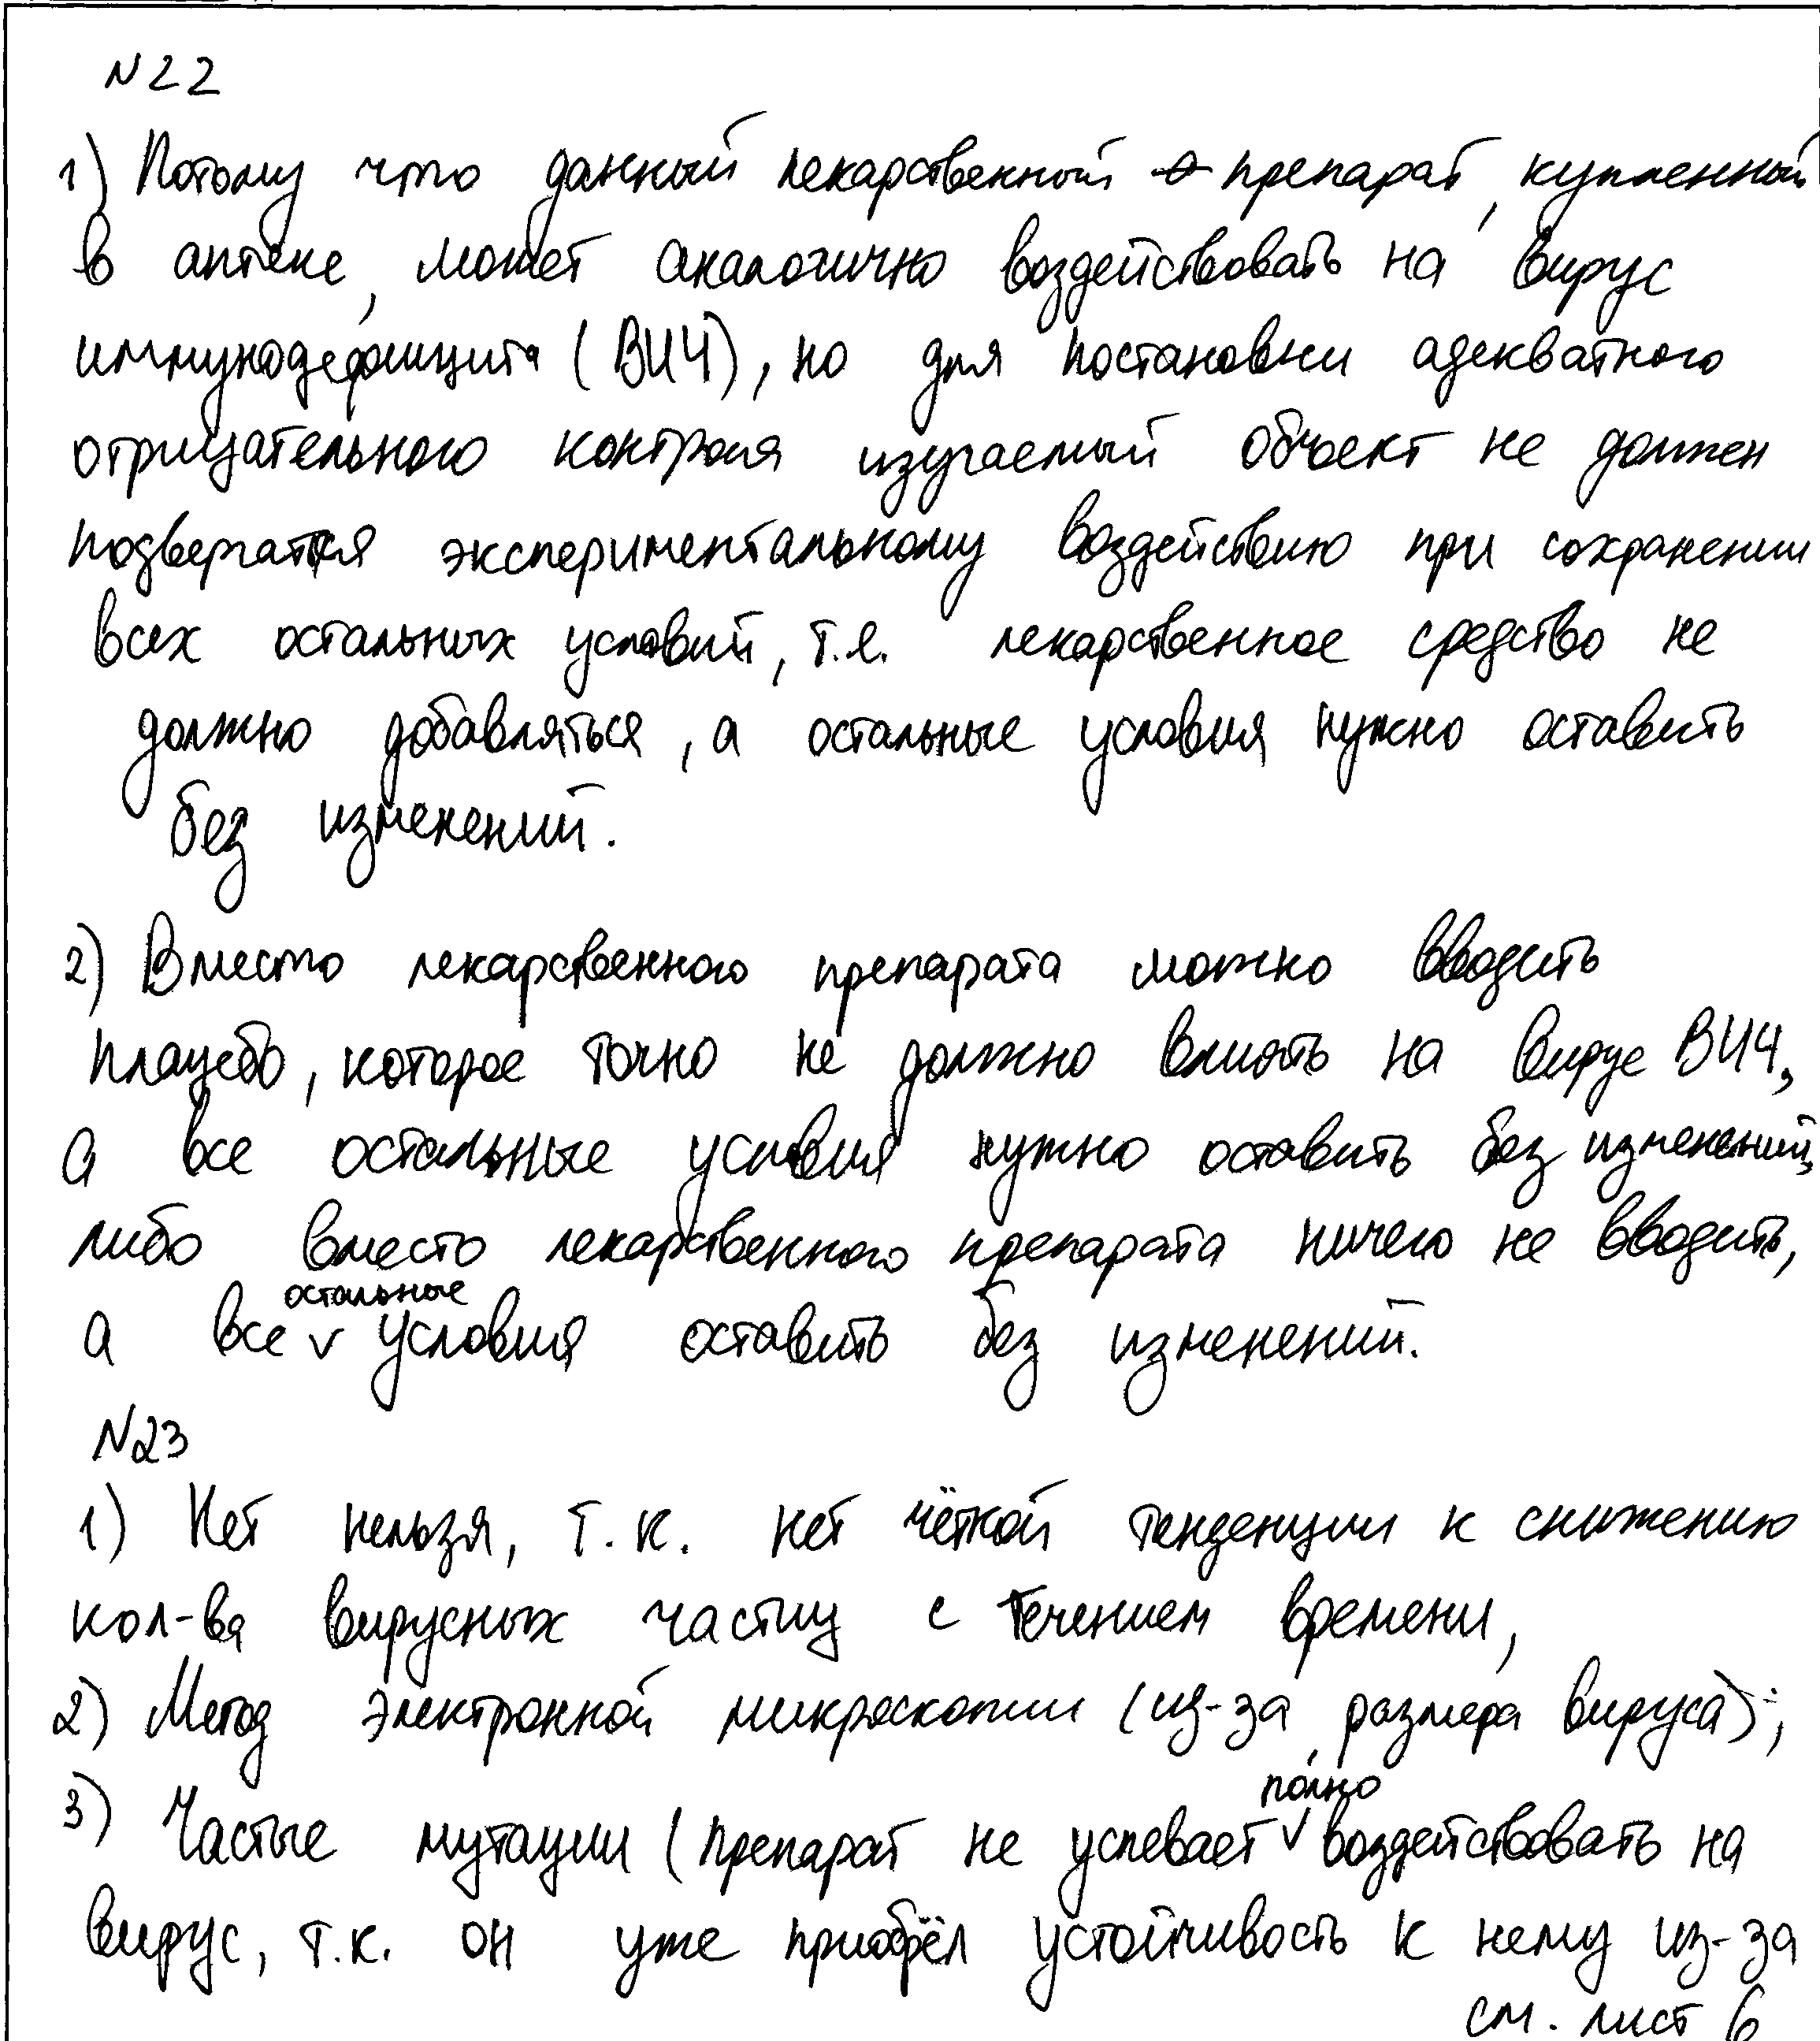 N22
1) Потому что данный лекарственный препарат, купленный
в аптеке, может аналогично воздействовать на вирус
иммунодефицита (ВИЧ), но для постановки адекватного
отрицательного контроля изучаемый объект не должен
подвергаться экспериментальному воздействию при сохранении
всех остальных условий, т.е. лекарственное средство не
должно добавляться, а остальные условия нужно оставить
без изменений.
2) Вместо лекарственного препарата можно вводить
плацебо, которое точно не должно влиять на вирус ВИЧ,
а все остальные условия нужно оставить без изменений,
либо вместо лекарственного препарата ничего не вводить,
а все остальные условия оставить без изменений.
N23
1) Нет нельзя, т.к. нет чёткой тенденции к снижению
кол-ва вирусных частиц с течением времени,
2) Метод электронной микроскопии (из-за размера вируса);
3) Частые мутации (препарат не успевает полно воздействовать на
вирус, т.к. он уже приобрёл устойчивость к нему из-за
см. лист 6